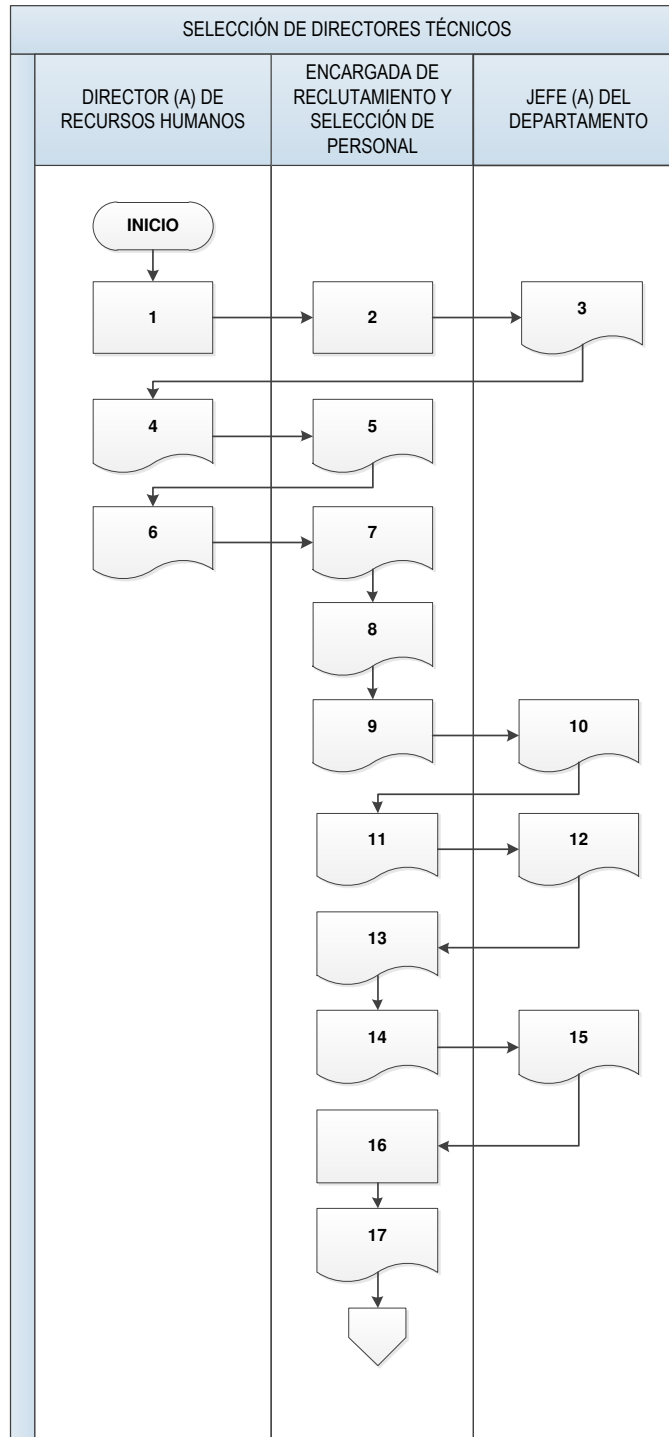 SELECCIÓN DE DIRECTORES TÉCNICOS
DIRECTOR (A) DE
RECURSOS HUMANOS
ENCARGADA DE
RECLUTAMIENTO Y
SELECCIÓN DE
PERSONAL
JEFE (A) DEL
DEPARTAMENTO
INICIO
1
2
3
4
5
6
7
8
9
10
11
12
13
14
15
16
17